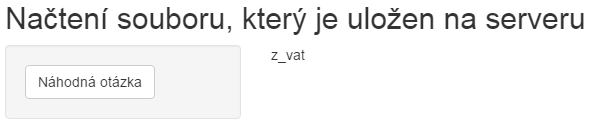 Načtení souboru, který je uložen na serveru
Náhodná otázka
z_vat